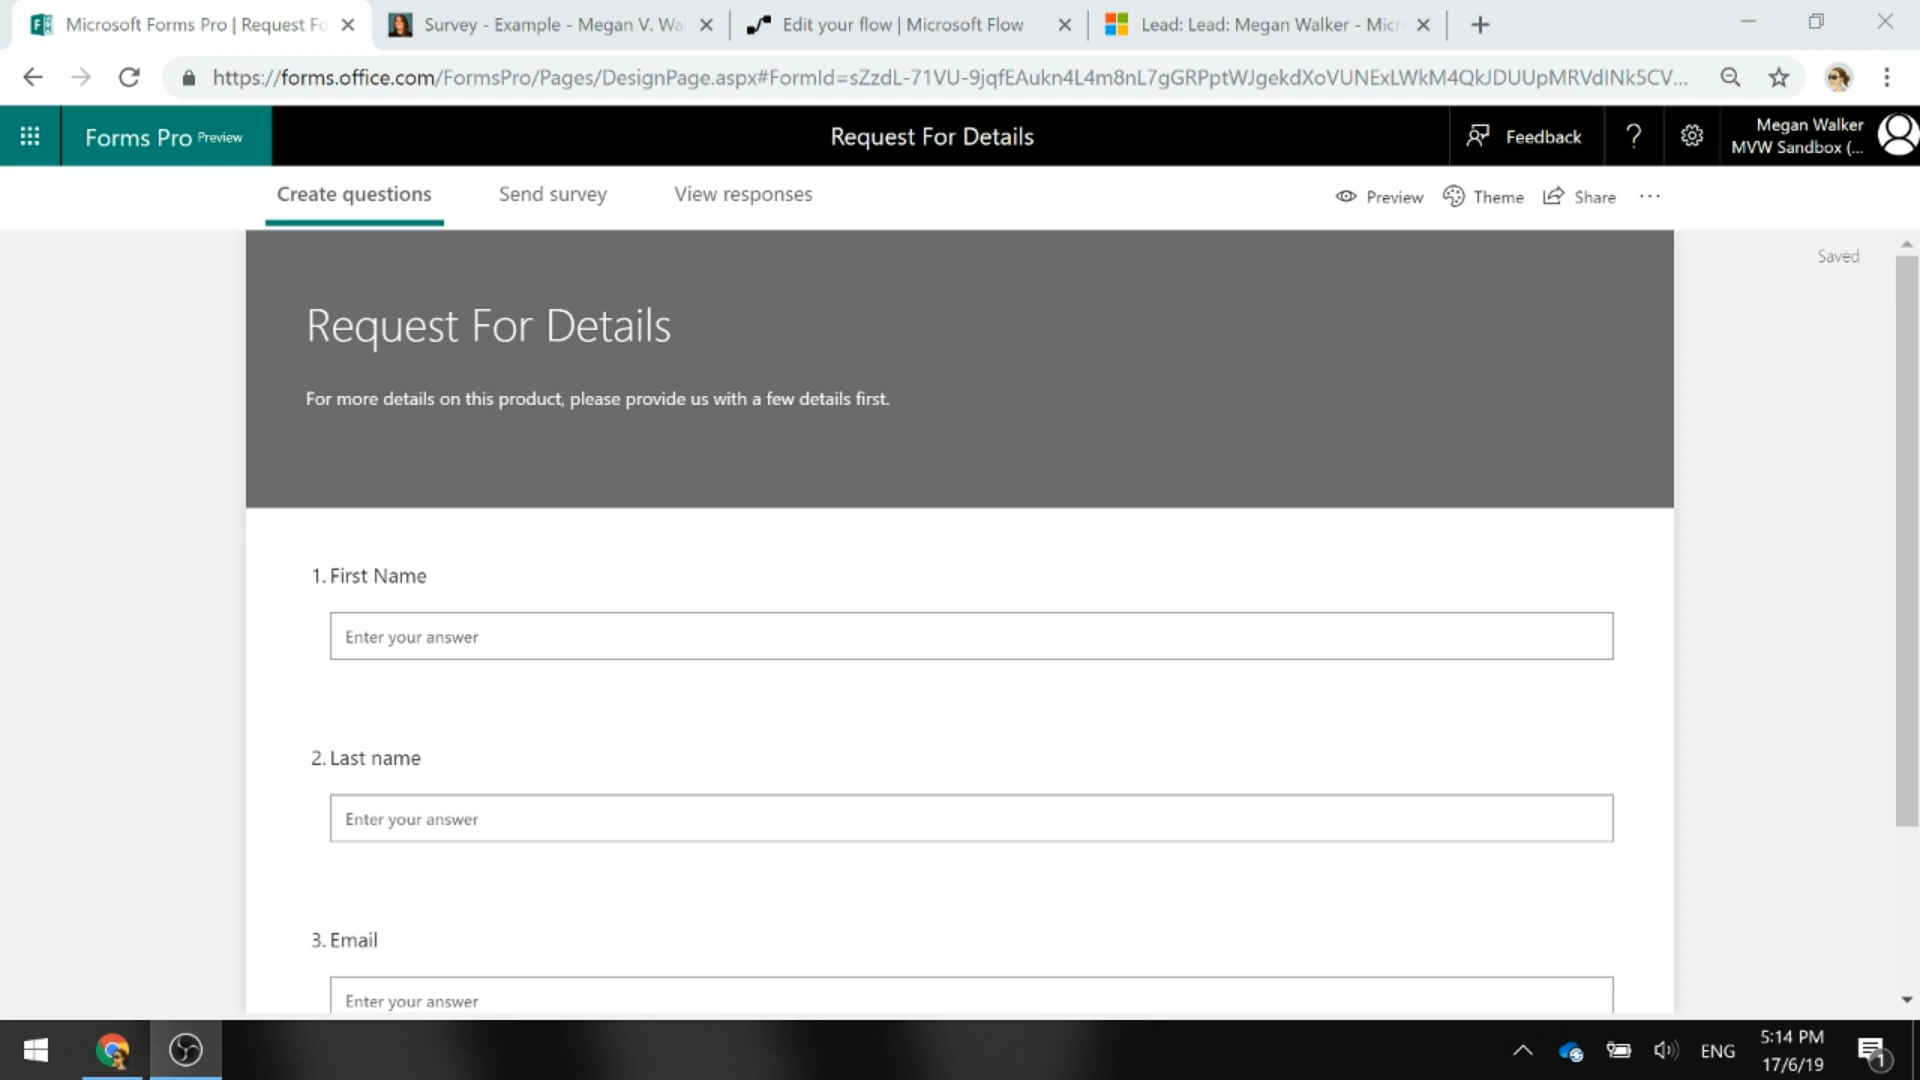 Microsoft Forms Pro | Request Fo
Survey - Example - Megan V. Wa
Edit your flow | Microsoft Flow
Lead: Lead: Megan Walker - Micr
https://forms.office.com/FormsPro/Pages/DesignPage.aspx#FormId=sZzdL-71VU-9jqfEAukn4L4m8nL7gGRPptWJgekdXoVUNExLWkM4QkJDUUpMRVdINk5CV...
Forms Pro Preview
Request For Details
Feedback
?
Megan Walker
MVW Sandbox (...
Create questions
Send survey
View responses
Preview
Theme
Share
Saved
Request For Details
For more details on this product, please provide us with a few details first.
1. First Name
Enter your answer
2. Last name
Enter your answer
3. Email
Enter your answer
ENG
5:14 PM
17/6/19
1